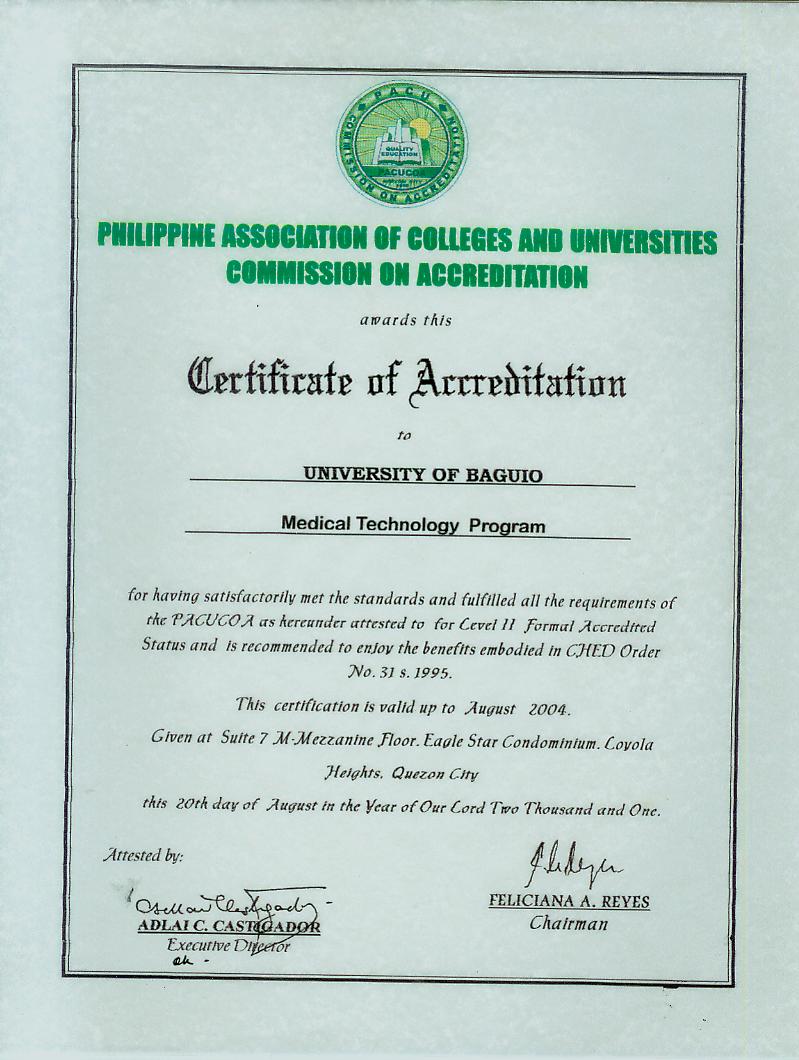 PACU
COMMISSION ON ACCREDITATION
QUALITY
EDUCATION
PACUCOA
PHILIPPINE ASSOCIATION OF COLLEGES AND UNIVERSITIES
COMMISSION ON ACCREDITATION
awards this
Certificate of Accreditation
to
UNIVERSITY OF BAGUIO
Medical Technology Program
for having satisfactorily met the standards and fulfilled all the requirements of
the PACUCOA as hereunder attested to for Level II Formal Accredited
Status and is recommended to enjoy the benefits embodied in CHED Order
No. 31 s. 1995.
This certification is valid up to August 2004.
Given at Suite 7 M-Mezzanine Floor, Eagle Star Condominium, Loyola
Heights, Quezon City
this 20th day of August in the Year of Our Lord Two Thousand and One.
Attested by:
ADLAI C. CASTIGADOR
Executive Director
FELICIANA A. REYES
Chairman